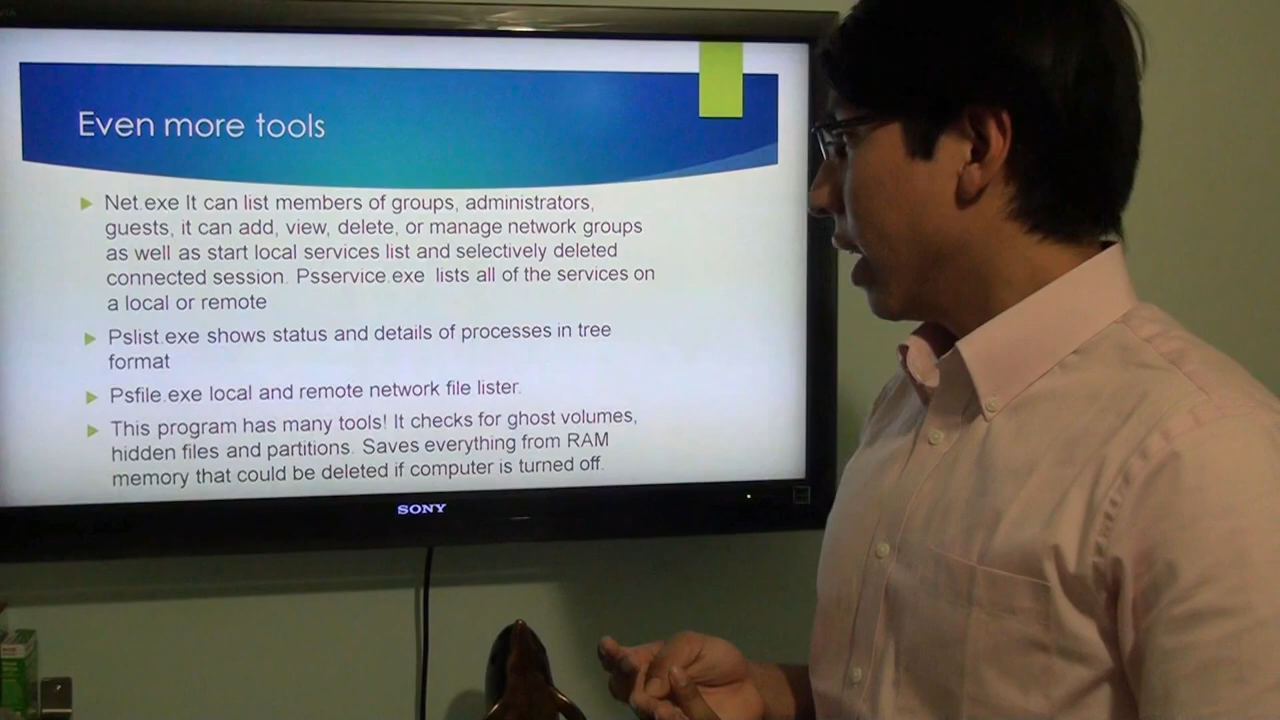 Even more tools
Net.exe It can list members of groups, administrators,
guests, it can add, view, delete, or manage network groups
as well as start local services list and selectively deleted
connected session. Psservice.exe lists all of the services on
a local or remote
Pslist.exe shows status and details of processes in tree
format
Psfile.exe local and remote network file lister.
This program has many tools! It checks for ghost volumes,
hidden files and partitions. Saves everything from RAM
memory that could be deleted if computer is turned off.
SONY